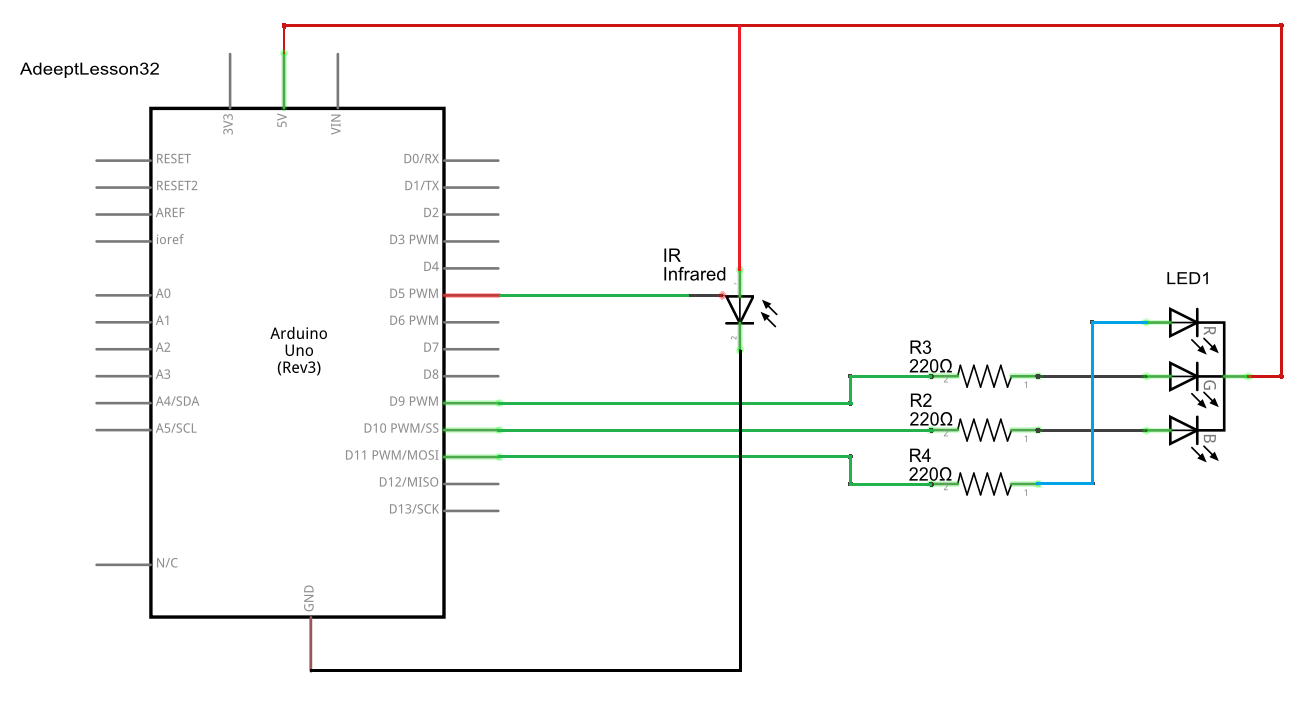 AdeeptLesson32
3V3
5V
VIN
RESET
RESET2
AREF
ioref
A0
A1
A2
A3
A4/SDA
A5/SCL
N/C
Arduino
Uno
(Rev3)
D0/RX
D1/TX
D2
D3 PWM
D4
D5 PWM
D6 PWM
D7
D8
D9 PWM
D10 PWM/SS
D11 PWM/MOSI
D12/MISO
D13/SCK
GND
IR
Infrared
2
R3
220Ω
2
1
R2
220Ω
2
1
R4
220Ω
2
1
LED1
R
G
B